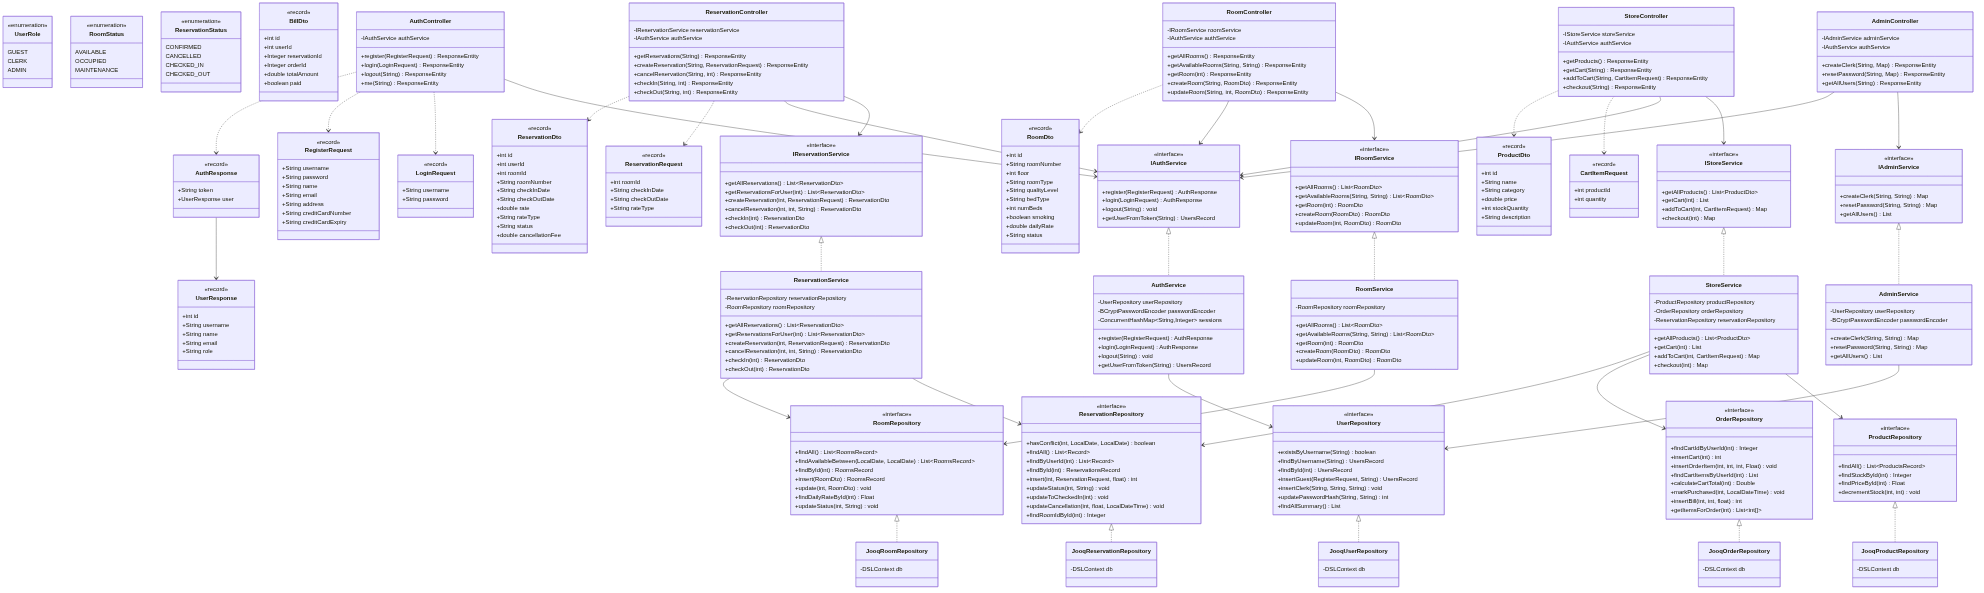 «enumeration»
UserRole
GUEST
CLERK
ADMIN
«enumeration»
RoomStatus
AVAILABLE
OCCUPIED
MAINTENANCE
«enumeration»
ReservationStatus
CONFIRMED
CANCELLED
CHECKED_IN
CHECKED_OUT
«record»
BillDto
+int id
+int userId
+Integer reservationId
+Integer orderId
+double totalAmount
+boolean paid
AuthController
-IAuthService authService
+register(RegisterRequest) : ResponseEntity
+login(LoginRequest) : ResponseEntity
+logout(String) : ResponseEntity
+me(String) : ResponseEntity
ReservationController
-IReservationService reservationService
-IAuthService authService
+getReservations(String) : ResponseEntity
+createReservation(String, ReservationRequest) : ResponseEntity
+cancelReservation(String, int) : ResponseEntity
+checkIn(String, int) : ResponseEntity
+checkOut(String, int) : ResponseEntity
RoomController
-IRoomService roomService
-IAuthService authService
+getAllRooms() : ResponseEntity
+getAvailableRooms(String, String) : ResponseEntity
+getRoom(int) : ResponseEntity
+createRoom(String, RoomDto) : ResponseEntity
+updateRoom(String, int, RoomDto) : ResponseEntity
StoreController
-IStoreService storeService
-IAuthService authService
+getProducts() : ResponseEntity
+getCart(String) : ResponseEntity
+addToCart(String, CartItemRequest) : ResponseEntity
+checkout(String) : ResponseEntity
AdminController
-IAdminService adminService
-IAuthService authService
+createClerk(String, Map) : ResponseEntity
+resetPassword(String, Map) : ResponseEntity
+getAllUsers(String) : ResponseEntity
«record»
AuthResponse
+String token
+UserResponse user
«record»
RegisterRequest
+String username
+String password
+String name
+String email
+String address
+String creditCardNumber
+String creditCardExpiry
«record»
LoginRequest
+String username
+String password
«record»
ReservationDto
+int id
+int userId
+int roomId
+String roomNumber
+String checkInDate
+String checkOutDate
+double rate
+String rateType
+String status
+double cancellationFee
«record»
ReservationRequest
+int roomId
+String checkInDate
+String checkOutDate
+String rateType
«interface»
IReservationService
+getAllReservations() : List<ReservationDto>
+getReservationsForUser(int) : List<ReservationDto>
+createReservation(int, ReservationRequest) : ReservationDto
+cancelReservation(int, int, String) : ReservationDto
+checkIn(int) : ReservationDto
+checkOut(int) : ReservationDto
«record»
RoomDto
+int id
+String roomNumber
+int floor
+String roomType
+String qualityLevel
+String bedType
+int numBeds
+boolean smoking
+double dailyRate
+String status
«interface»
IAuthService
+register(RegisterRequest) : AuthResponse
+login(LoginRequest) : AuthResponse
+logout(String) : void
+getUserFromToken(String) : UsersRecord
«interface»
IRoomService
+getAllRooms() : List<RoomDto>
+getAvailableRooms(String, String) : List<RoomDto>
+getRoom(int) : RoomDto
+createRoom(RoomDto) : RoomDto
+updateRoom(int, RoomDto) : RoomDto
«record»
ProductDto
+int id
+String name
+String category
+double price
+int stockQuantity
+String description
«record»
CartItemRequest
+int productId
+int quantity
«interface»
IStoreService
+getAllProducts() : List<ProductDto>
+getCart(int) : List
+addToCart(int, CartItemRequest) : Map
+checkout(int) : Map
«interface»
IAdminService
+createClerk(String, String) : Map
+resetPassword(String, String) : Map
+getAllUsers() : List
«record»
UserResponse
+int id
+String username
+String name
+String email
+String role
ReservationService
-ReservationRepository reservationRepository
-RoomRepository roomRepository
+getAllReservations() : List<ReservationDto>
+getReservationsForUser(int) : List<ReservationDto>
+createReservation(int, ReservationRequest) : ReservationDto
+cancelReservation(int, int, String) : ReservationDto
+checkIn(int) : ReservationDto
+checkOut(int) : ReservationDto
AuthService
-UserRepository userRepository
-BCryptPasswordEncoder passwordEncoder
-ConcurrentHashMap<String,Integer> sessions
+register(RegisterRequest) : AuthResponse
+login(LoginRequest) : AuthResponse
+logout(String) : void
+getUserFromToken(String) : UsersRecord
RoomService
-RoomRepository roomRepository
+getAllRooms() : List<RoomDto>
+getAvailableRooms(String, String) : List<RoomDto>
+getRoom(int) : RoomDto
+createRoom(RoomDto) : RoomDto
+updateRoom(int, RoomDto) : RoomDto
StoreService
-ProductRepository productRepository
-OrderRepository orderRepository
-ReservationRepository reservationRepository
+getAllProducts() : List<ProductDto>
+getCart(int) : List
+addToCart(int, CartItemRequest) : Map
+checkout(int) : Map
AdminService
-UserRepository userRepository
-BCryptPasswordEncoder passwordEncoder
+createClerk(String, String) : Map
+resetPassword(String, String) : Map
+getAllUsers() : List
«interface»
RoomRepository
+findAll() : List<RoomsRecord>
+findAvailableBetween(LocalDate, LocalDate) : List<RoomsRecord>
+findById(int) : RoomsRecord
+insert(RoomDto) : RoomsRecord
+update(int, RoomDto) : void
+findDailyRateById(int) : Float
+updateStatus(int, String) : void
«interface»
ReservationRepository
+hasConflict(int, LocalDate, LocalDate) : boolean
+findAll() : List<Record>
+findByUserId(int) : List<Record>
+findById(int) : ReservationsRecord
+insert(int, ReservationRequest, float) : int
+updateStatus(int, String) : void
+updateToCheckedIn(int) : void
+updateCancellation(int, float, LocalDateTime) : void
+findRoomIdById(int) : Integer
«interface»
UserRepository
+existsByUsername(String) : boolean
+findByUsername(String) : UsersRecord
+findById(int) : UsersRecord
+insertGuest(RegisterRequest, String) : UsersRecord
+insertClerk(String, String, String) : void
+updatePasswordHash(String, String) : int
+findAllSummary() : List
«interface»
OrderRepository
+findCartIdByUserId(int) : Integer
+insertCart(int) : int
+insertOrderItem(int, int, int, Float) : void
+findCartItemsByUserId(int) : List
+calculateCartTotal(int) : Double
+markPurchased(int, LocalDateTime) : void
+insertBill(int, int, float) : int
+getItemsForOrder(int) : List<int[]>
«interface»
ProductRepository
+findAll() : List<ProductsRecord>
+findStockById(int) : Integer
+findPriceById(int) : Float
+decrementStock(int, int) : void
JooqRoomRepository
-DSLContext db
JooqReservationRepository
-DSLContext db
JooqUserRepository
-DSLContext db
JooqOrderRepository
-DSLContext db
JooqProductRepository
-DSLContext db